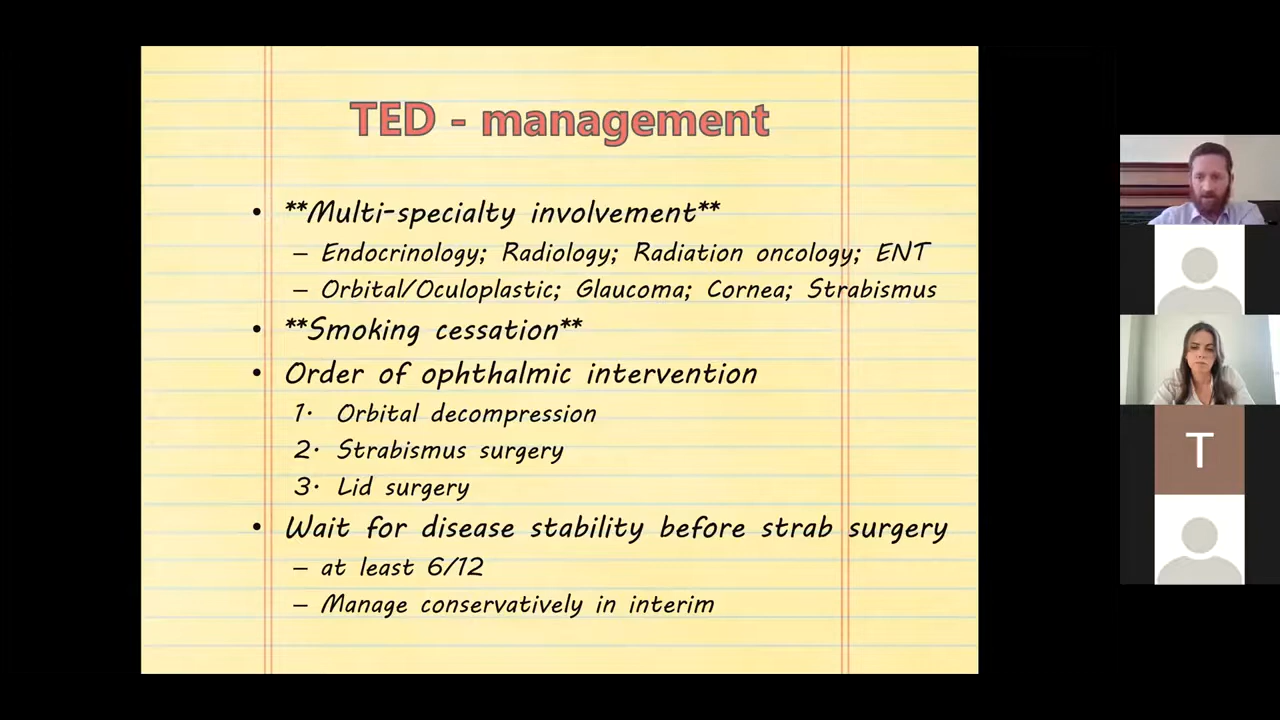 TED - management
• **Multi-specialty involvement**
– Endocrinology; Radiology; Radiation oncology; ENT
– Orbital/Oculoplastic; Glaucoma; Cornea; Strabismus
• **Smoking cessation**
• Order of ophthalmic intervention
1. Orbital decompression
2. Strabismus surgery
3. Lid surgery
• Wait for disease stability before strab surgery
– at least 6/12
– Manage conservatively in interim
T